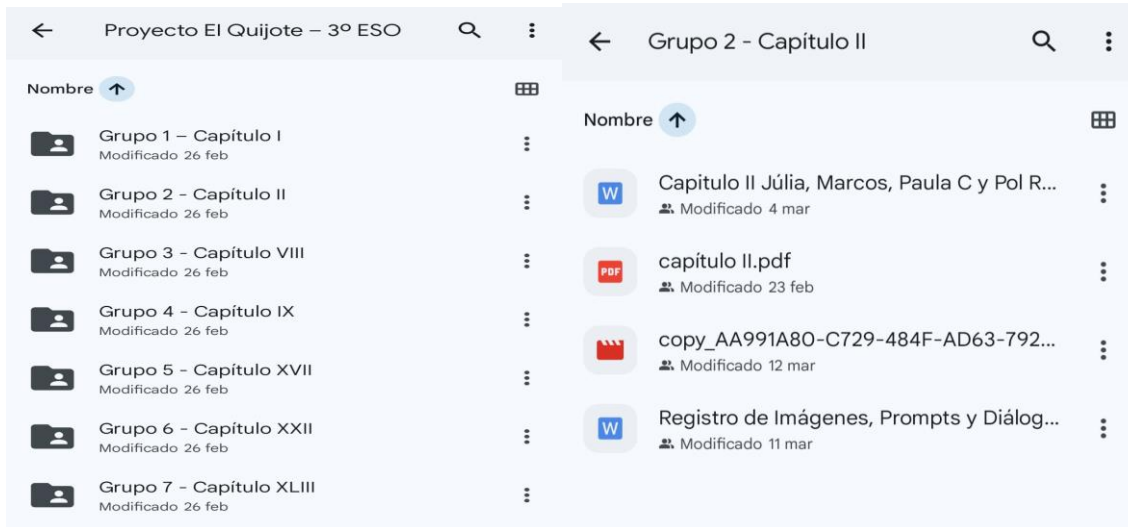 Proyecto El Quijote – 3º ESO
Nombre
Grupo 1 – Capítulo I
Modificado 26 feb
Grupo 2 - Capítulo II
Modificado 26 feb
Grupo 3 - Capítulo VIII
Modificado 26 feb
Grupo 4 - Capítulo IX
Modificado 26 feb
Grupo 5 - Capítulo XVII
Modificado 26 feb
Grupo 6 - Capítulo XXII
Modificado 26 feb
Grupo 7 - Capítulo XLIII
Modificado 26 feb
Grupo 2 - Capítulo II
Nombre
W
Capitulo II Júlia, Marcos, Paula C y Pol R...
Modificado 4 mar
PDF
capítulo II.pdf
Modificado 23 feb
copy_AA991A80-C729-484F-AD63-792...
Modificado 12 mar
W
Registro de Imágenes, Prompts y Diálog...
Modificado 11 mar